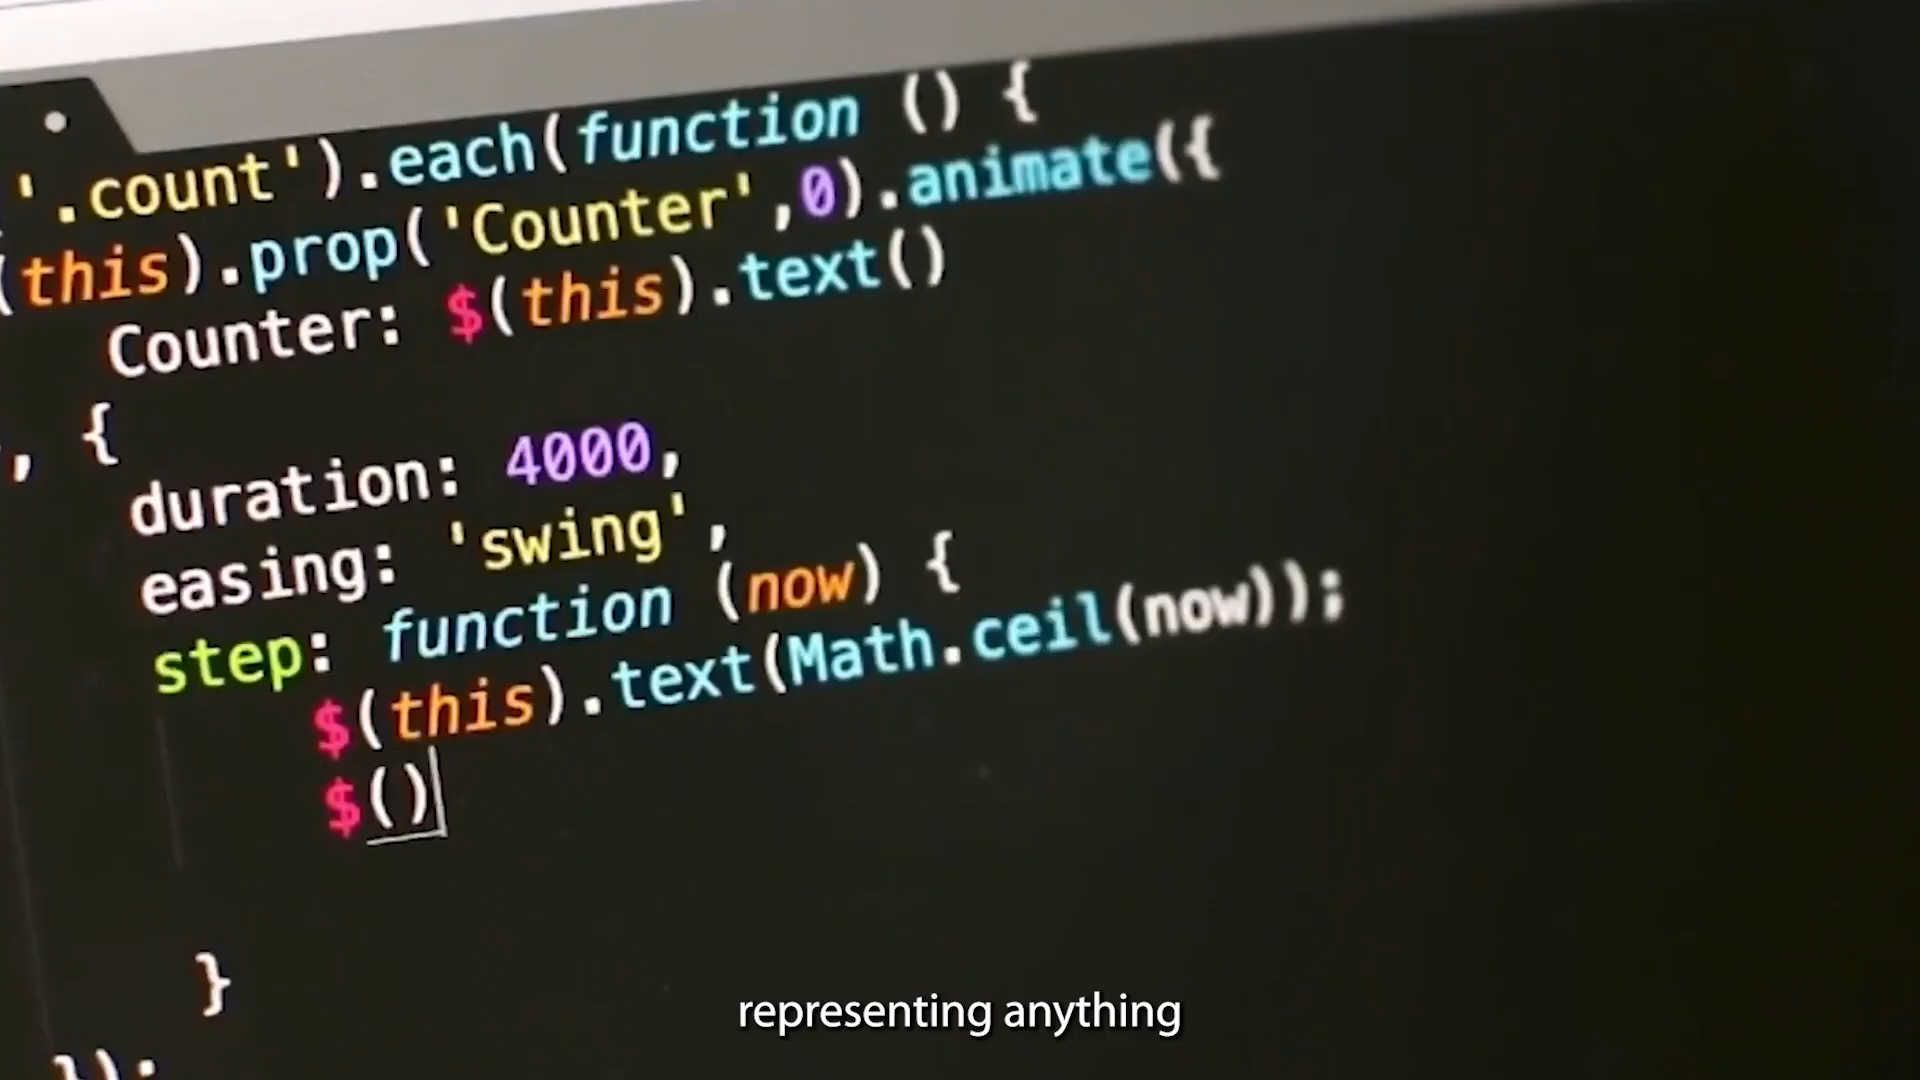 '.count').each(function () {
(this).prop('Counter',0).animate({
Counter: $(this).text()
, {
duration: 4000,
easing: 'swing',
step: function (now) {
$(this).text(Math.ceil(now));
$()
}
});
representing anything